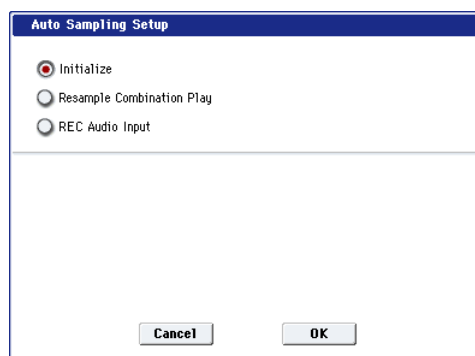 Auto Sampling Setup
Initialize
Resample Combination Play
REC Audio Input
Cancel OK